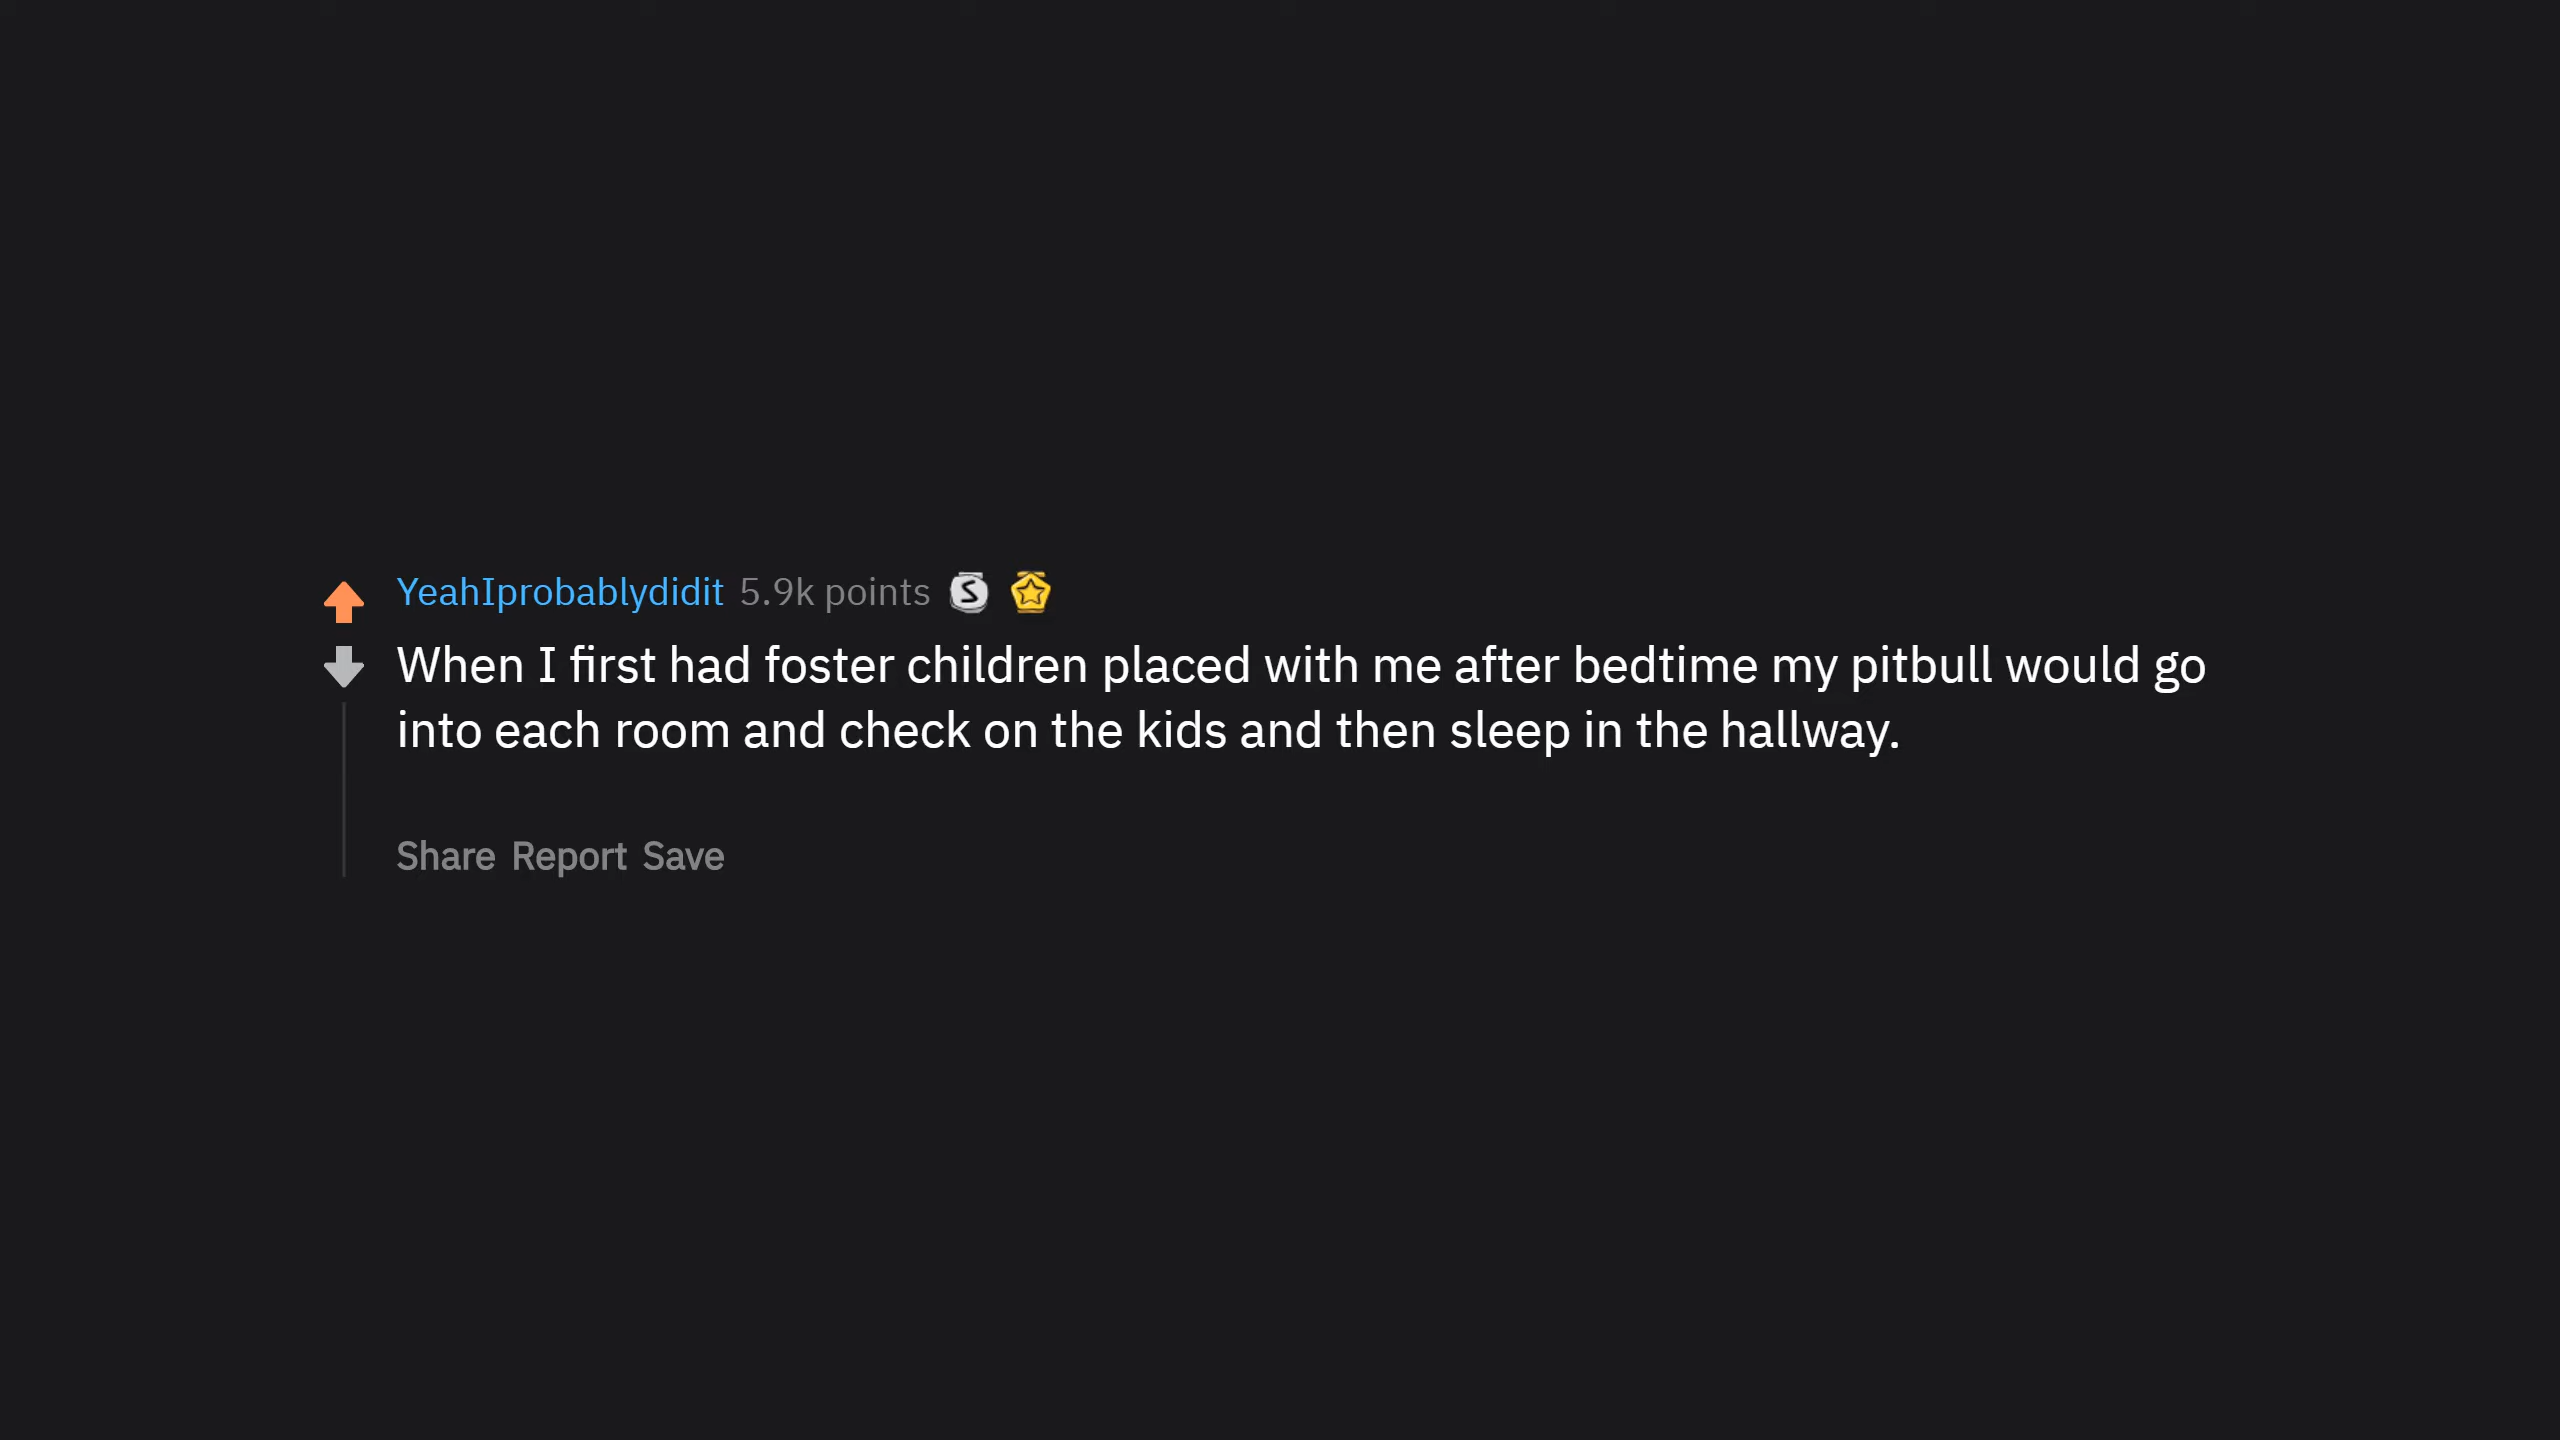 YeahIprobablydidit 5.9k points S
When I first had foster children placed with me after bedtime my pitbull would go
into each room and check on the kids and then sleep in the hallway.
Share Report Save